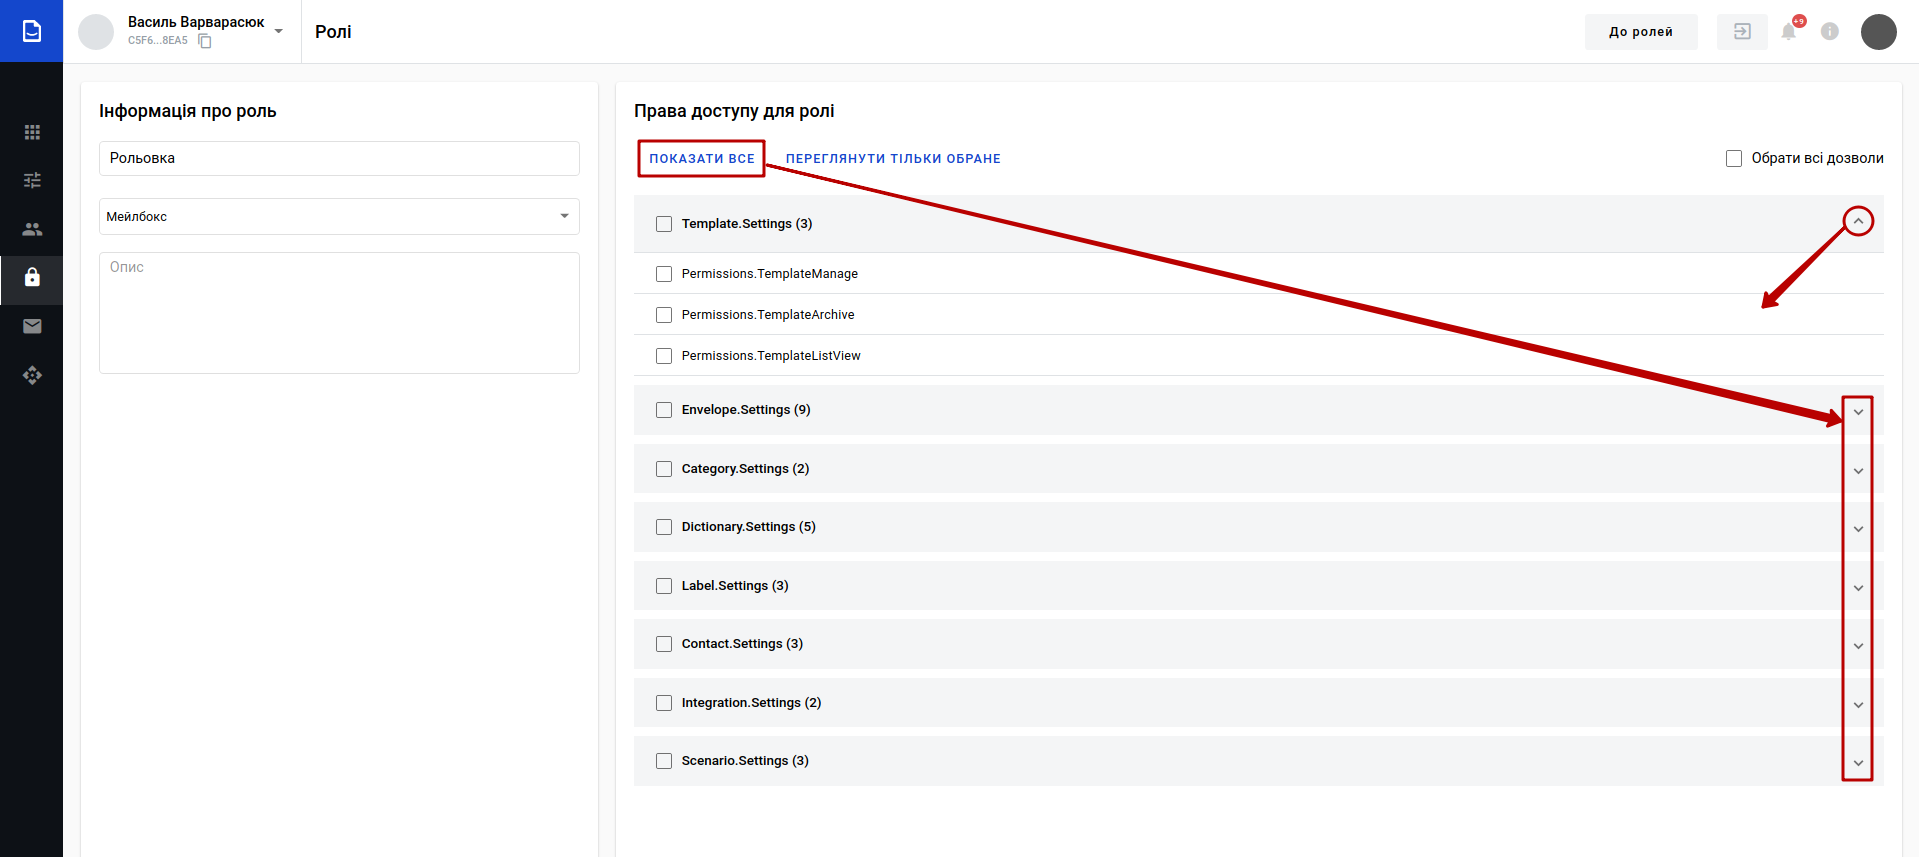 Василь Варварасюк
C5F6...8EA5
Ролі
До ролей
+9
Інформація про роль
Рольовка
Мейлбокс
Опис
Права доступу для ролі
ПОКАЗАТИ ВСЕ
ПЕРЕГЛЯНУТИ ТІЛЬКИ ОБРАНЕ
Обрати всі дозволи
Template.Settings (3)
Permissions.TemplateManage
Permissions.TemplateArchive
Permissions.TemplateListView
Envelope.Settings (9)
Category.Settings (2)
Dictionary.Settings (5)
Label.Settings (3)
Contact.Settings (3)
Integration.Settings (2)
Scenario.Settings (3)